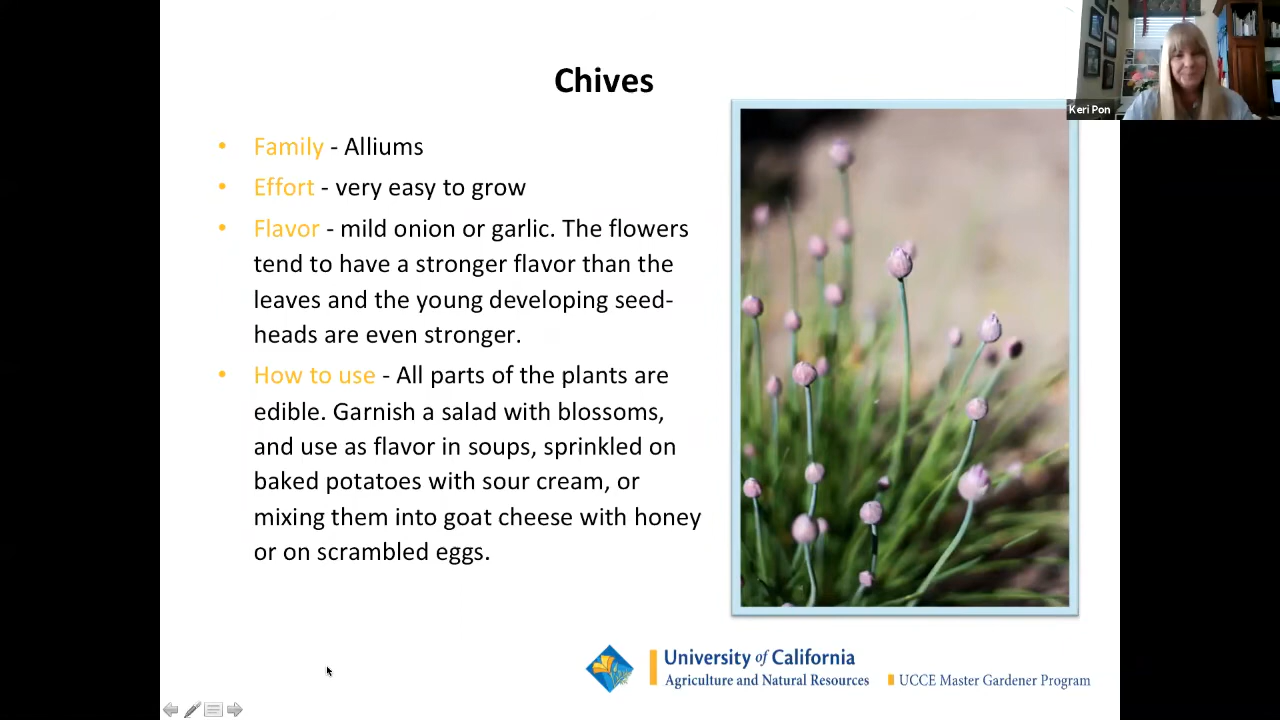 Chives
Keri Pon
• Family - Alliums
• Effort - very easy to grow
• Flavor - mild onion or garlic. The flowers
tend to have a stronger flavor than the
leaves and the young developing seed-
heads are even stronger.
• How to use - All parts of the plants are
edible. Garnish a salad with blossoms,
and use as flavor in soups, sprinkled on
baked potatoes with sour cream, or
mixing them into goat cheese with honey
or on scrambled eggs.
University of California
Agriculture and Natural Resources
UCCE Master Gardener Program